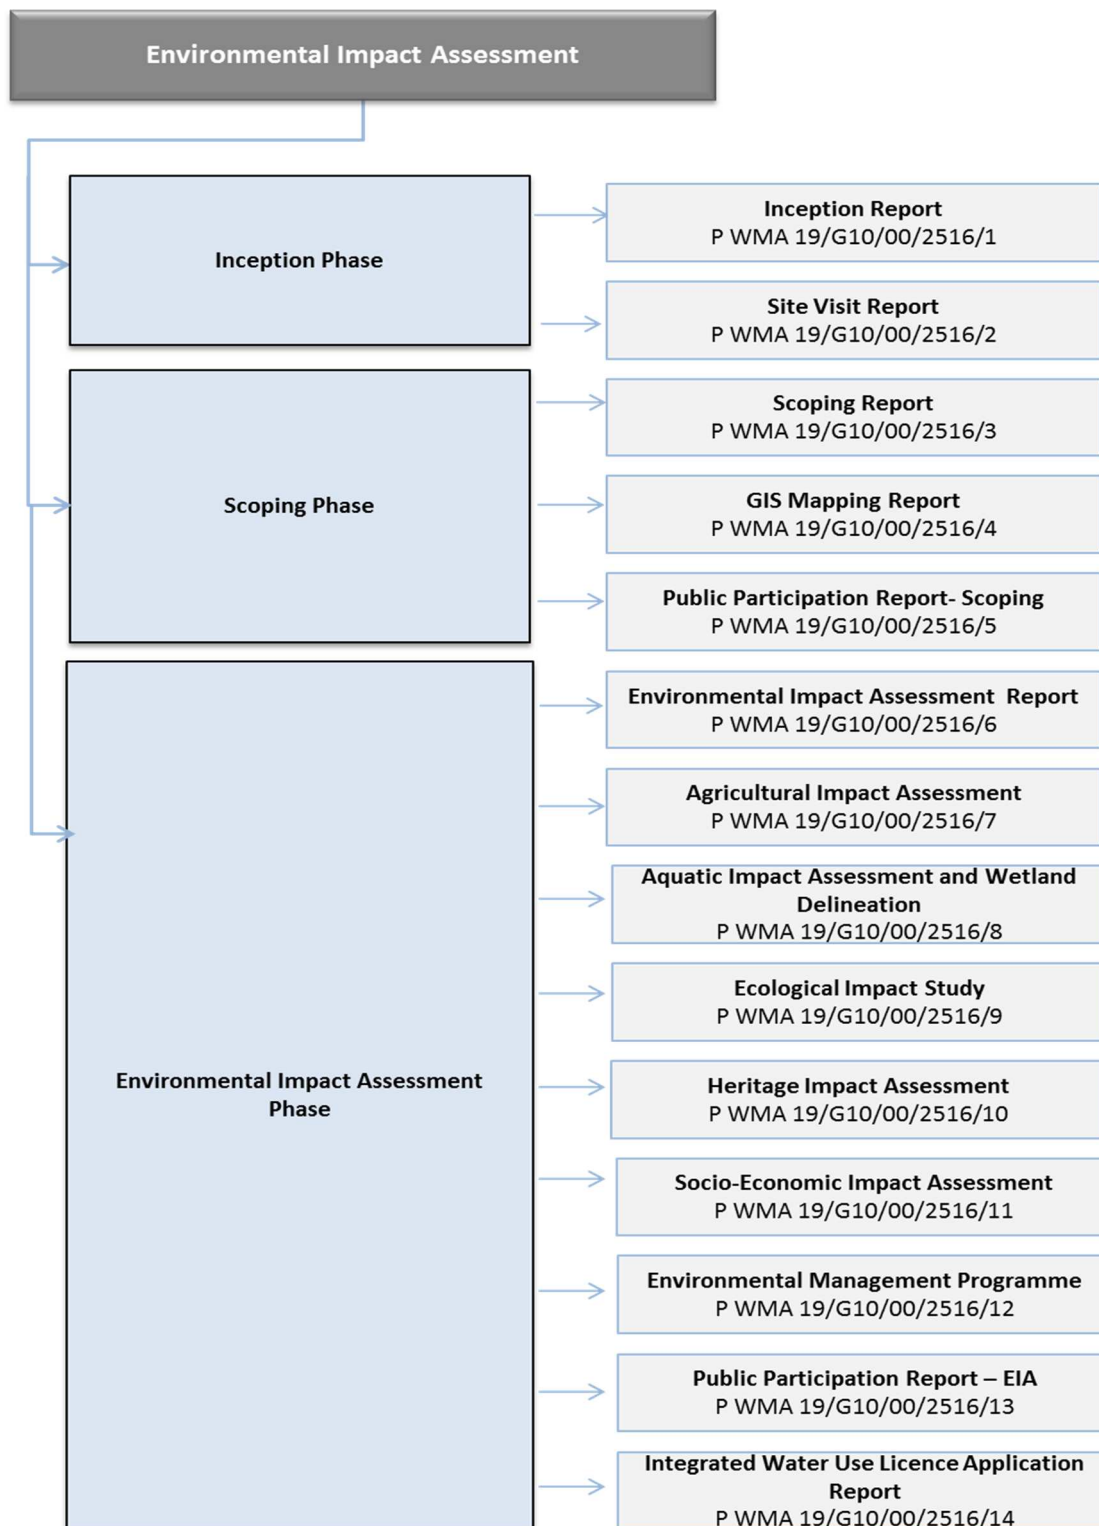 Environmental Impact Assessment
Inception Phase
Inception Report
P WMA 19/G10/00/2516/1
Site Visit Report
P WMA 19/G10/00/2516/2
Scoping Phase
Scoping Report
P WMA 19/G10/00/2516/3
GIS Mapping Report
P WMA 19/G10/00/2516/4
Public Participation Report- Scoping
P WMA 19/G10/00/2516/5
Environmental Impact Assessment
Phase
Environmental Impact Assessment  Report
P WMA 19/G10/00/2516/6
Agricultural Impact Assessment
P WMA 19/G10/00/2516/7
Aquatic Impact Assessment and Wetland
Delineation
P WMA 19/G10/00/2516/8
Ecological Impact Study
P WMA 19/G10/00/2516/9
Heritage Impact Assessment
P WMA 19/G10/00/2516/10
Socio-Economic Impact Assessment
P WMA 19/G10/00/2516/11
Environmental Management Programme
P WMA 19/G10/00/2516/12
Public Participation Report – EIA
P WMA 19/G10/00/2516/13
Integrated Water Use Licence Application
Report
P WMA 19/G10/00/2516/14